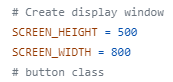 # Create display window
SCREEN_HEIGHT = 500
SCREEN_WIDTH = 800
# button class